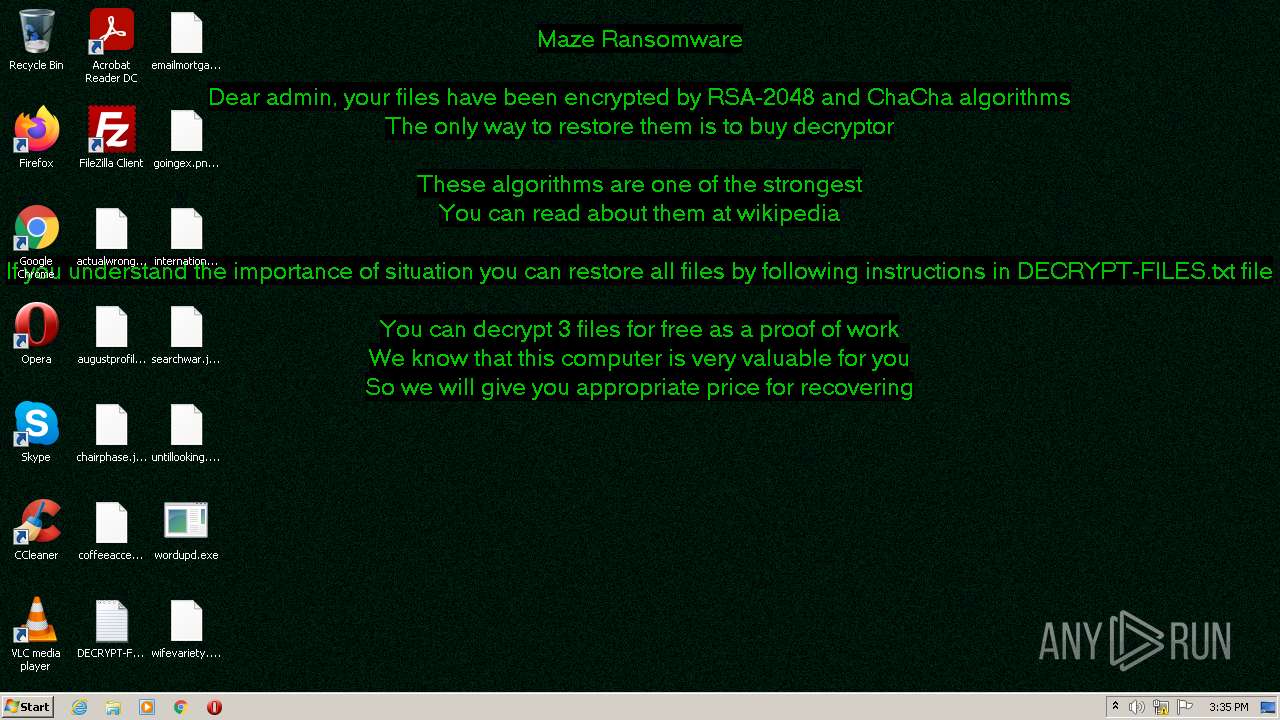 Maze Ransomware
Dear admin, your files have been encrypted by RSA-2048 and ChaCha algorithms
The only way to restore them is to buy decryptor
These algorithms are one of the strongest
You can read about them at wikipedia
If you understand the importance of situation you can restore all files by following instructions in DECRYPT-FILES.txt file
You can decrypt 3 files for free as a proof of work
We know that this computer is very valuable for you
So we will give you appropriate price for recovering
Recycle Bin
Acrobat
Reader DC
emailmortga...
Firefox
FileZilla Client
goingex.pn...
Google
Chrome
actualwrong...
internation...
Opera
augustprofil...
searchwar.j...
Skype
chairphase.j...
untillooking....
CCleaner
coffeeacce...
wordupd.exe
VLC media
player
DECRYPT-F...
wifevariety....
ANY RUN
Start
3:35 PM